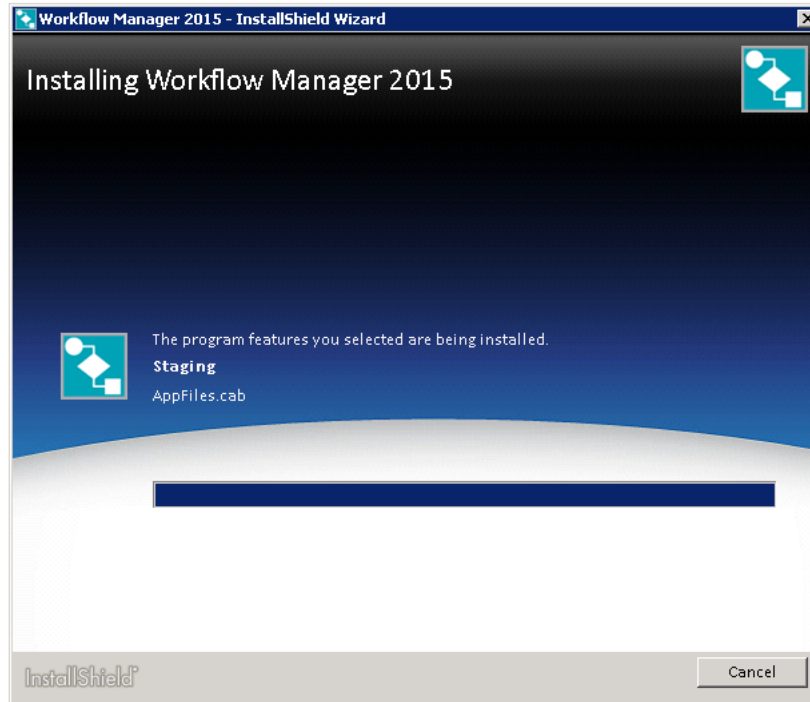 Workflow Manager 2015 - InstallShield Wizard
Installing Workflow Manager 2015
The program features you selected are being installed.
Staging
AppFiles.cab
InstallShield
Cancel